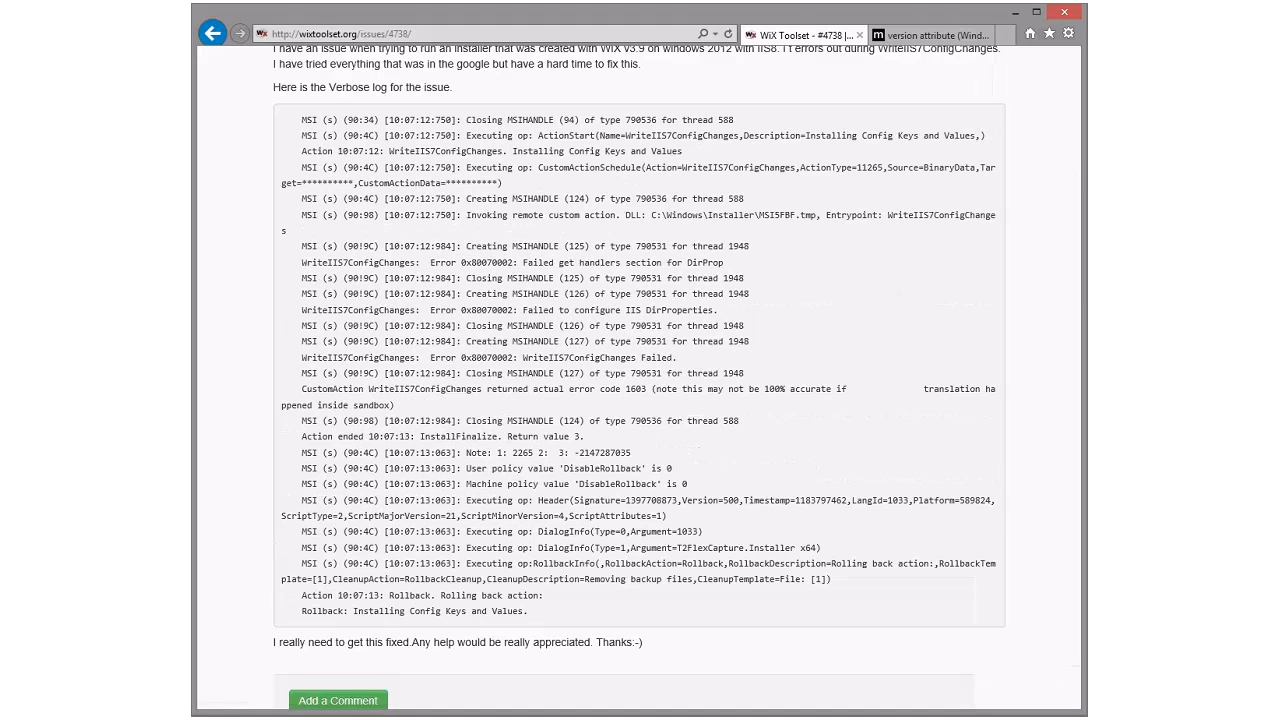 http://wixtoolset.org/issues/4738/
WiX Toolset - #4738 |...
version attribute (Wind...
I have an issue when trying to run an installer that was created with WIX v3.9 on windows 2012 with IIS8. I t errors out during WriteIIS7ConfigChanges.
I have tried everything that was in the google but have a hard time to fix this.
Here is the Verbose log for the issue.
MSI (s) (90:34) [10:07:12:750]: Closing MSIHANDLE (94) of type 790536 for thread 588
MSI (s) (90:4C) [10:07:12:750]: Executing op: ActionStart(Name=WriteIIS7ConfigChanges,Description=Installing Config Keys and Values,)
Action 10:07:12: WriteIIS7ConfigChanges. Installing Config Keys and Values
MSI (s) (90:4C) [10:07:12:750]: Executing op: CustomActionSchedule(Action=WriteIIS7ConfigChanges,ActionType=11265,Source=BinaryData,Tar
get=**********,CustomActionData=**********)
MSI (s) (90:4C) [10:07:12:750]: Creating MSIHANDLE (124) of type 790536 for thread 588
MSI (s) (90:98) [10:07:12:750]: Invoking remote custom action. DLL: C:\Windows\Installer\MSI5FBF.tmp, Entrypoint: WriteIIS7ConfigChange
s
MSI (s) (90!9C) [10:07:12:984]: Creating MSIHANDLE (125) of type 790531 for thread 1948
WriteIIS7ConfigChanges:  Error 0x80070002: Failed get handlers section for DirProp
MSI (s) (90!9C) [10:07:12:984]: Closing MSIHANDLE (125) of type 790531 for thread 1948
MSI (s) (90!9C) [10:07:12:984]: Creating MSIHANDLE (126) of type 790531 for thread 1948
WriteIIS7ConfigChanges:  Error 0x80070002: Failed to configure IIS DirProperties.
MSI (s) (90!9C) [10:07:12:984]: Closing MSIHANDLE (126) of type 790531 for thread 1948
MSI (s) (90!9C) [10:07:12:984]: Creating MSIHANDLE (127) of type 790531 for thread 1948
WriteIIS7ConfigChanges:  Error 0x80070002: WriteIIS7ConfigChanges Failed.
MSI (s) (90!9C) [10:07:12:984]: Closing MSIHANDLE (127) of type 790531 for thread 1948
CustomAction WriteIIS7ConfigChanges returned actual error code 1603 (note this may not be 100% accurate if translation ha
ppened inside sandbox)
MSI (s) (90:98) [10:07:12:984]: Closing MSIHANDLE (124) of type 790536 for thread 588
Action ended 10:07:13: InstallFinalize. Return value 3.
MSI (s) (90:4C) [10:07:13:063]: Note: 1: 2265 2:  3: -2147287035
MSI (s) (90:4C) [10:07:13:063]: User policy value 'DisableRollback' is 0
MSI (s) (90:4C) [10:07:13:063]: Machine policy value 'DisableRollback' is 0
MSI (s) (90:4C) [10:07:13:063]: Executing op: Header(Signature=1397708873,Version=500,Timestamp=1183797462,LangId=1033,Platform=589824,
ScriptType=2,ScriptMajorVersion=21,ScriptMinorVersion=4,ScriptAttributes=1)
MSI (s) (90:4C) [10:07:13:063]: Executing op: DialogInfo(Type=0,Argument=1033)
MSI (s) (90:4C) [10:07:13:063]: Executing op: DialogInfo(Type=1,Argument=T2FlexCapture.Installer x64)
MSI (s) (90:4C) [10:07:13:063]: Executing op:RollbackInfo(,RollbackAction=Rollback,RollbackDescription=Rolling back action:,RollbackTem
plate=[1],CleanupAction=RollbackCleanup,CleanupDescription=Removing backup files,CleanupTemplate=File: [1])
Action 10:07:13: Rollback. Rolling back action:
Rollback: Installing Config Keys and Values.
I really need to get this fixed.Any help would be really appreciated. Thanks:-)
Add a Comment